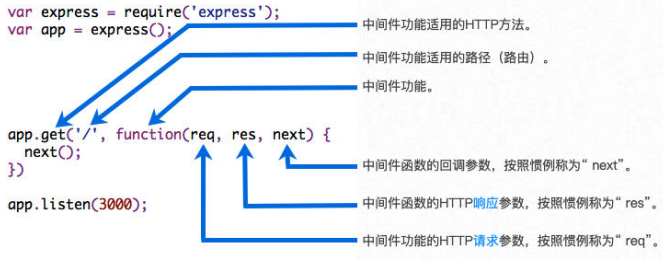 var express = require('express');
var app = express();
中间件功能适用的HTTP方法。
中间件功能适用的路径（路由）。
中间件功能。
app.get('/', function(req, res, next) {
  next();
})
中间件函数的回调参数，按照惯例称为“ next”。
app.listen(3000);
中间件函数的HTTP响应参数，按照惯例称为“ res”。
中间件功能的HTTP请求参数，按照惯例称为“ req”。